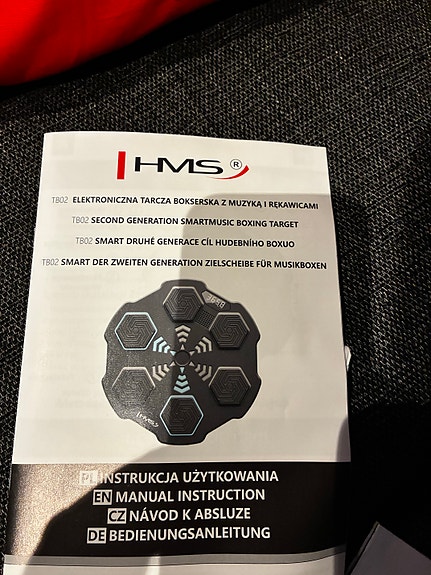 HMS®
TB02 ELEKTRONICZNA TARCZA BOKSERSKA Z MUZYKĄ I RĘKAWICAMI
TB02 SECOND GENERATION SMARTMUSIC BOXING TARGET
TB02 SMART DRUHÉ GENERACE CÍL HUDEBNÍHO BOXUO
TB02 SMART DER ZWEITEN GENERATION ZIELSCHEIBE FÜR MUSIKBOXEN
HMS
PL INSTRUKCJA UŻYTKOWANIA
EN MANUAL INSTRUCTION
CZ NÁVOD K ABSLUZE
DE BEDIENUNGSANLEITUNG